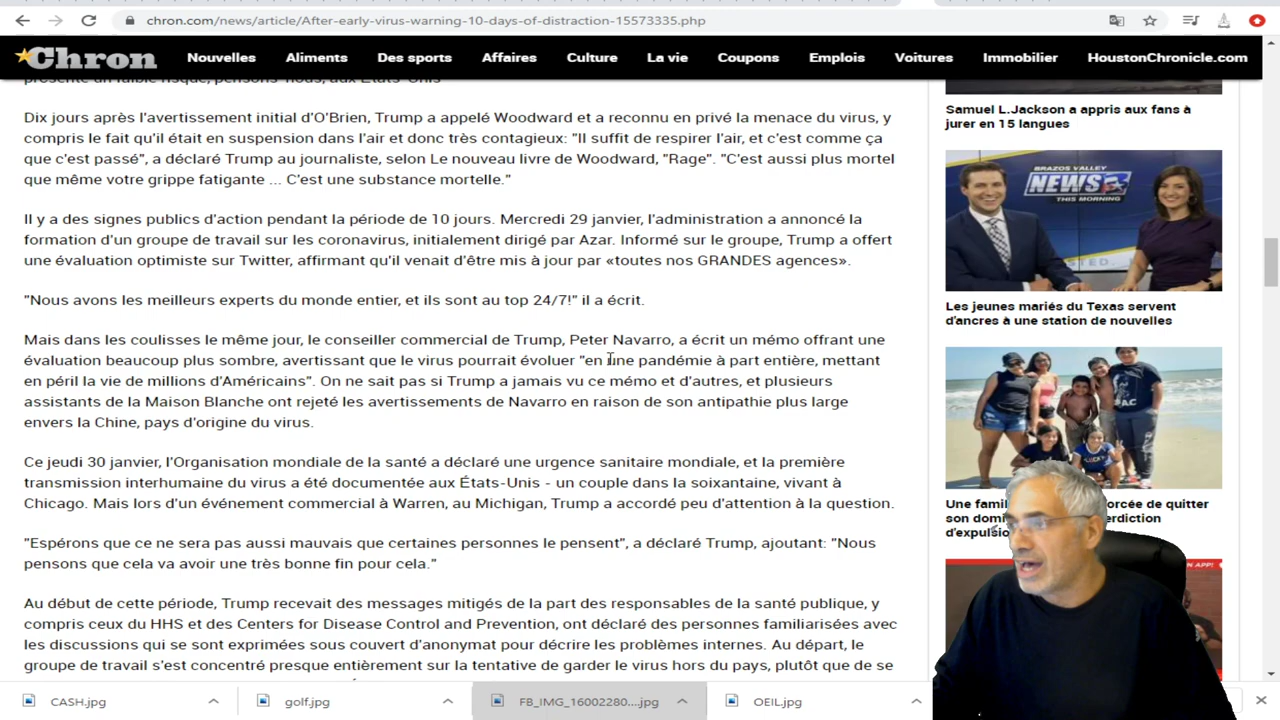 chron.com/news/article/After-early-virus-warning-10-days-of-distraction-15573335.php
Chron
Nouvelles
Aliments
Des sports
Affaires
Culture
La vie
Coupons
Emplois
Voitures
Immobilier
HoustonChronicle.com
présente un faible risque, pensons-nous, aux États-Unis"
Dix jours après l'avertissement initial d'O'Brien, Trump a appelé Woodward et a reconnu en privé la menace du virus, y
compris le fait qu'il était en suspension dans l'air et donc très contagieux: "Il suffit de respirer l'air, et c'est comme ça
que c'est passé", a déclaré Trump au journaliste, selon Le nouveau livre de Woodward, "Rage". "C'est aussi plus mortel
que même votre grippe fatigante ... C'est une substance mortelle."
Il y a des signes publics d'action pendant la période de 10 jours. Mercredi 29 janvier, l'administration a annoncé la
formation d'un groupe de travail sur les coronavirus, initialement dirigé par Azar. Informé sur le groupe, Trump a offert
une évaluation optimiste sur Twitter, affirmant qu'il venait d'être mis à jour par «toutes nos GRANDES agences».
"Nous avons les meilleurs experts du monde entier, et ils sont au top 24/7!" il a écrit.
Mais dans les coulisses le même jour, le conseiller commercial de Trump, Peter Navarro, a écrit un mémo offrant une
évaluation beaucoup plus sombre, avertissant que le virus pourrait évoluer "en une pandémie à part entière, mettant
en péril la vie de millions d'Américains". On ne sait pas si Trump a jamais vu ce mémo et d'autres, et plusieurs
assistants de la Maison Blanche ont rejeté les avertissements de Navarro en raison de son antipathie plus large
envers la Chine, pays d'origine du virus.
Ce jeudi 30 janvier, l'Organisation mondiale de la santé a déclaré une urgence sanitaire mondiale, et la première
transmission interhumaine du virus a été documentée aux États-Unis - un couple dans la soixantaine, vivant à
Chicago. Mais lors d'un événement commercial à Warren, au Michigan, Trump a accordé peu d'attention à la question.
"Espérons que ce ne sera pas aussi mauvais que certaines personnes le pensent", a déclaré Trump, ajoutant: "Nous
pensons que cela va avoir une très bonne fin pour cela."
Au début de cette période, Trump recevait des messages mitigés de la part des responsables de la santé publique, y
compris ceux du HHS et des Centers for Disease Control and Prevention, ont déclaré des personnes familiarisées avec
les discussions qui se sont exprimées sous couvert d'anonymat pour décrire les problèmes internes. Au départ, le
groupe de travail s'est concentré presque entièrement sur la tentative de garder le virus hors du pays, plutôt que de se
Samuel L.Jackson a appris aux fans à
jurer en 15 langues
BRAZOS VALLEY
NEWS
THIS MORNING
Les jeunes mariés du Texas servent
d'ancres à une station de nouvelles
Une famil orcée de quitter
son domi erdiction
d'expulsio
APP!
CASH.jpg
golf.jpg
FB_IMG_16002280....jpg
OEIL.jpg